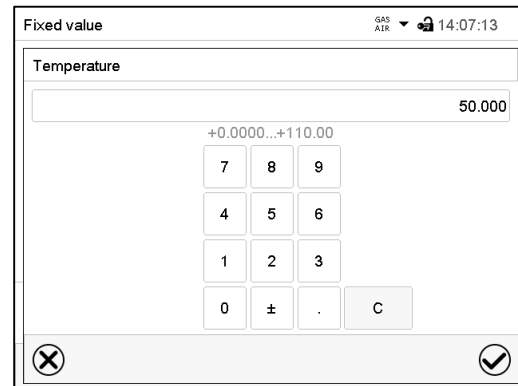 Fixed value
GAS
AIR
14:07:13
Temperature
50.000
+0.0000...+110.00
7 8 9
4 5 6
1 2 3
0 ± . C